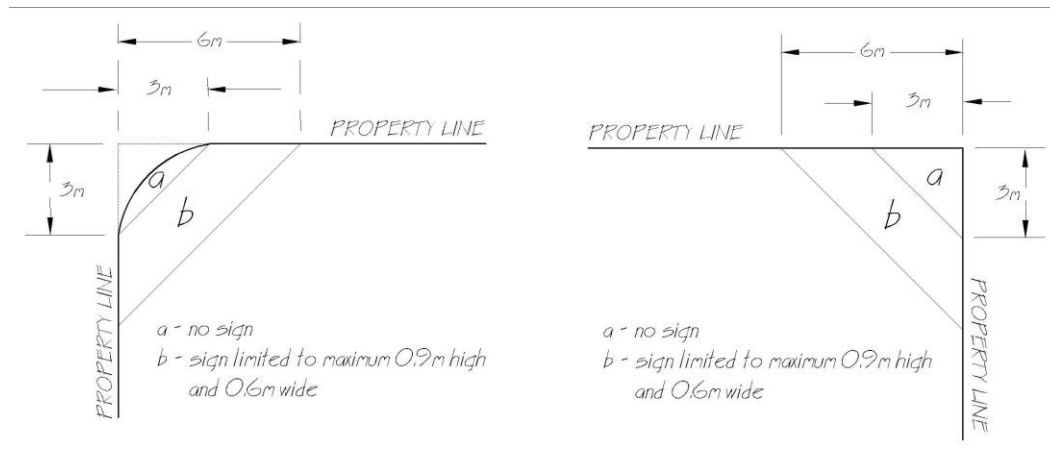 6m
3m
PROPERTY LINE
3m
a
b
PROPERTY LINE
a - no sign
b - sign limited to maximum 0.9m high
and 0.6m wide
6m
3m
PROPERTY LINE
a
3m
b
PROPERTY LINE
a - no sign
b - sign limited to maximum 0.9m high
and 0.6m wide